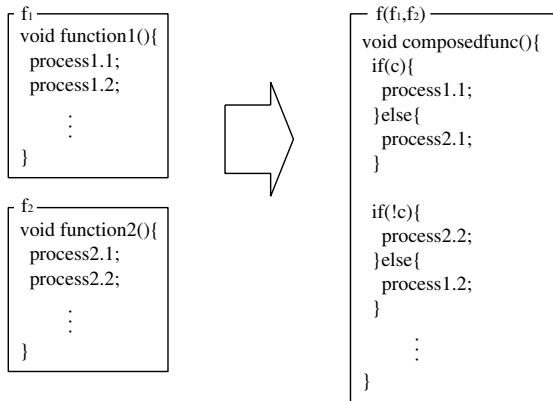 f₁
void function1(){
process1.1;
process1.2;
⋮
}
f₂
void function2(){
process2.1;
process2.2;
⋮
}
f(f₁,f₂)
void composedfunc(){
if(c){
process1.1;
}else{
process2.1;
}
if(!c){
process2.2;
}else{
process1.2;
}
⋮
}